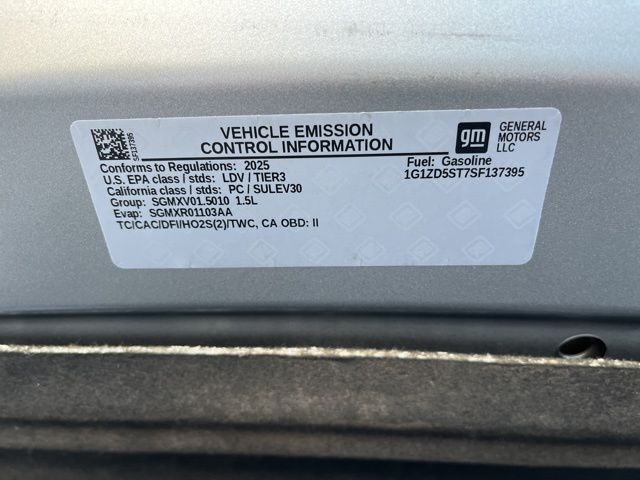 SF137395
VEHICLE EMISSION
CONTROL INFORMATION
gm
GENERAL
MOTORS
LLC
Conforms to Regulations: 2025
Fuel: Gasoline
U.S. EPA class / stds: LDV / TIER3
1G1ZD5ST7SF137395
California class / stds: PC / SULEV30
Group: SGMXV01.5010 1.5L
Evap: SGMXR01103AA
TC/CAC/DFI/HO2S(2)/TWC, CA OBD: II